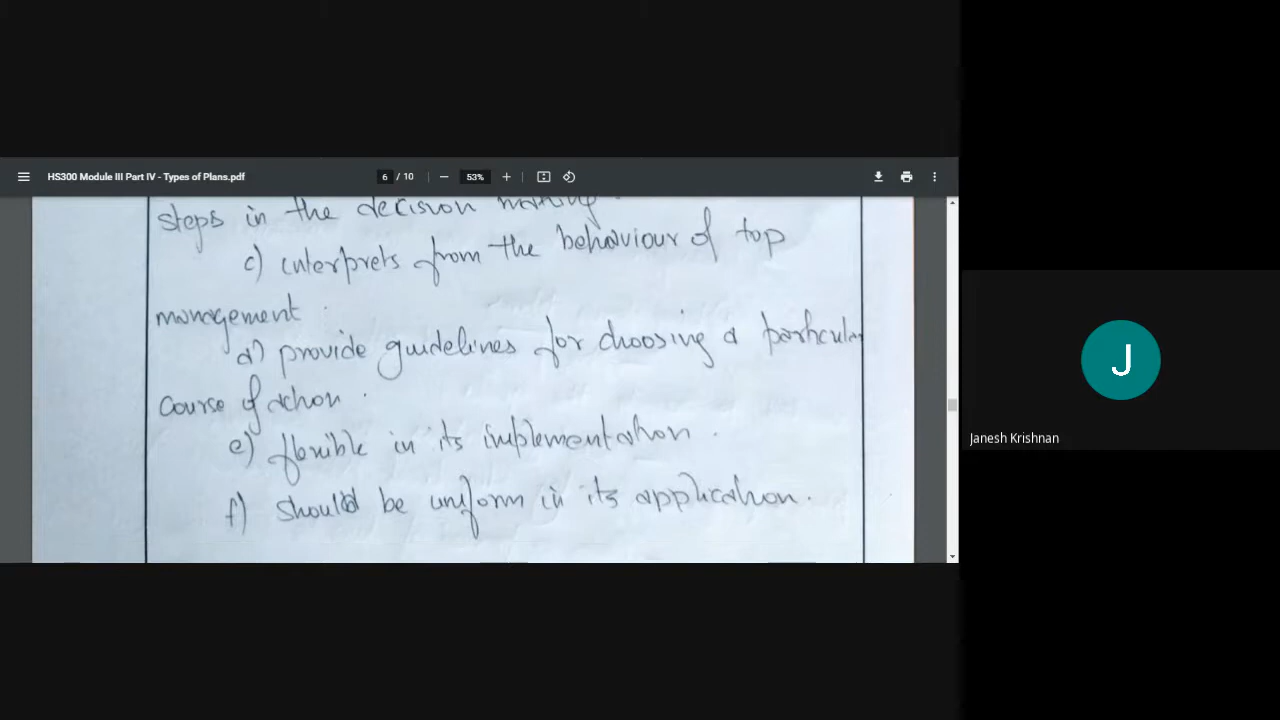 HS300 Module III Part IV - Types of Plans.pdf
6 / 10
53%
steps in the decision making.
c) interprets from the behaviour of top
management.
d) provide guidelines for choosing a particular
course of action.
e) flexible in its implementation.
f) should be uniform in its application.
J
Janesh Krishnan